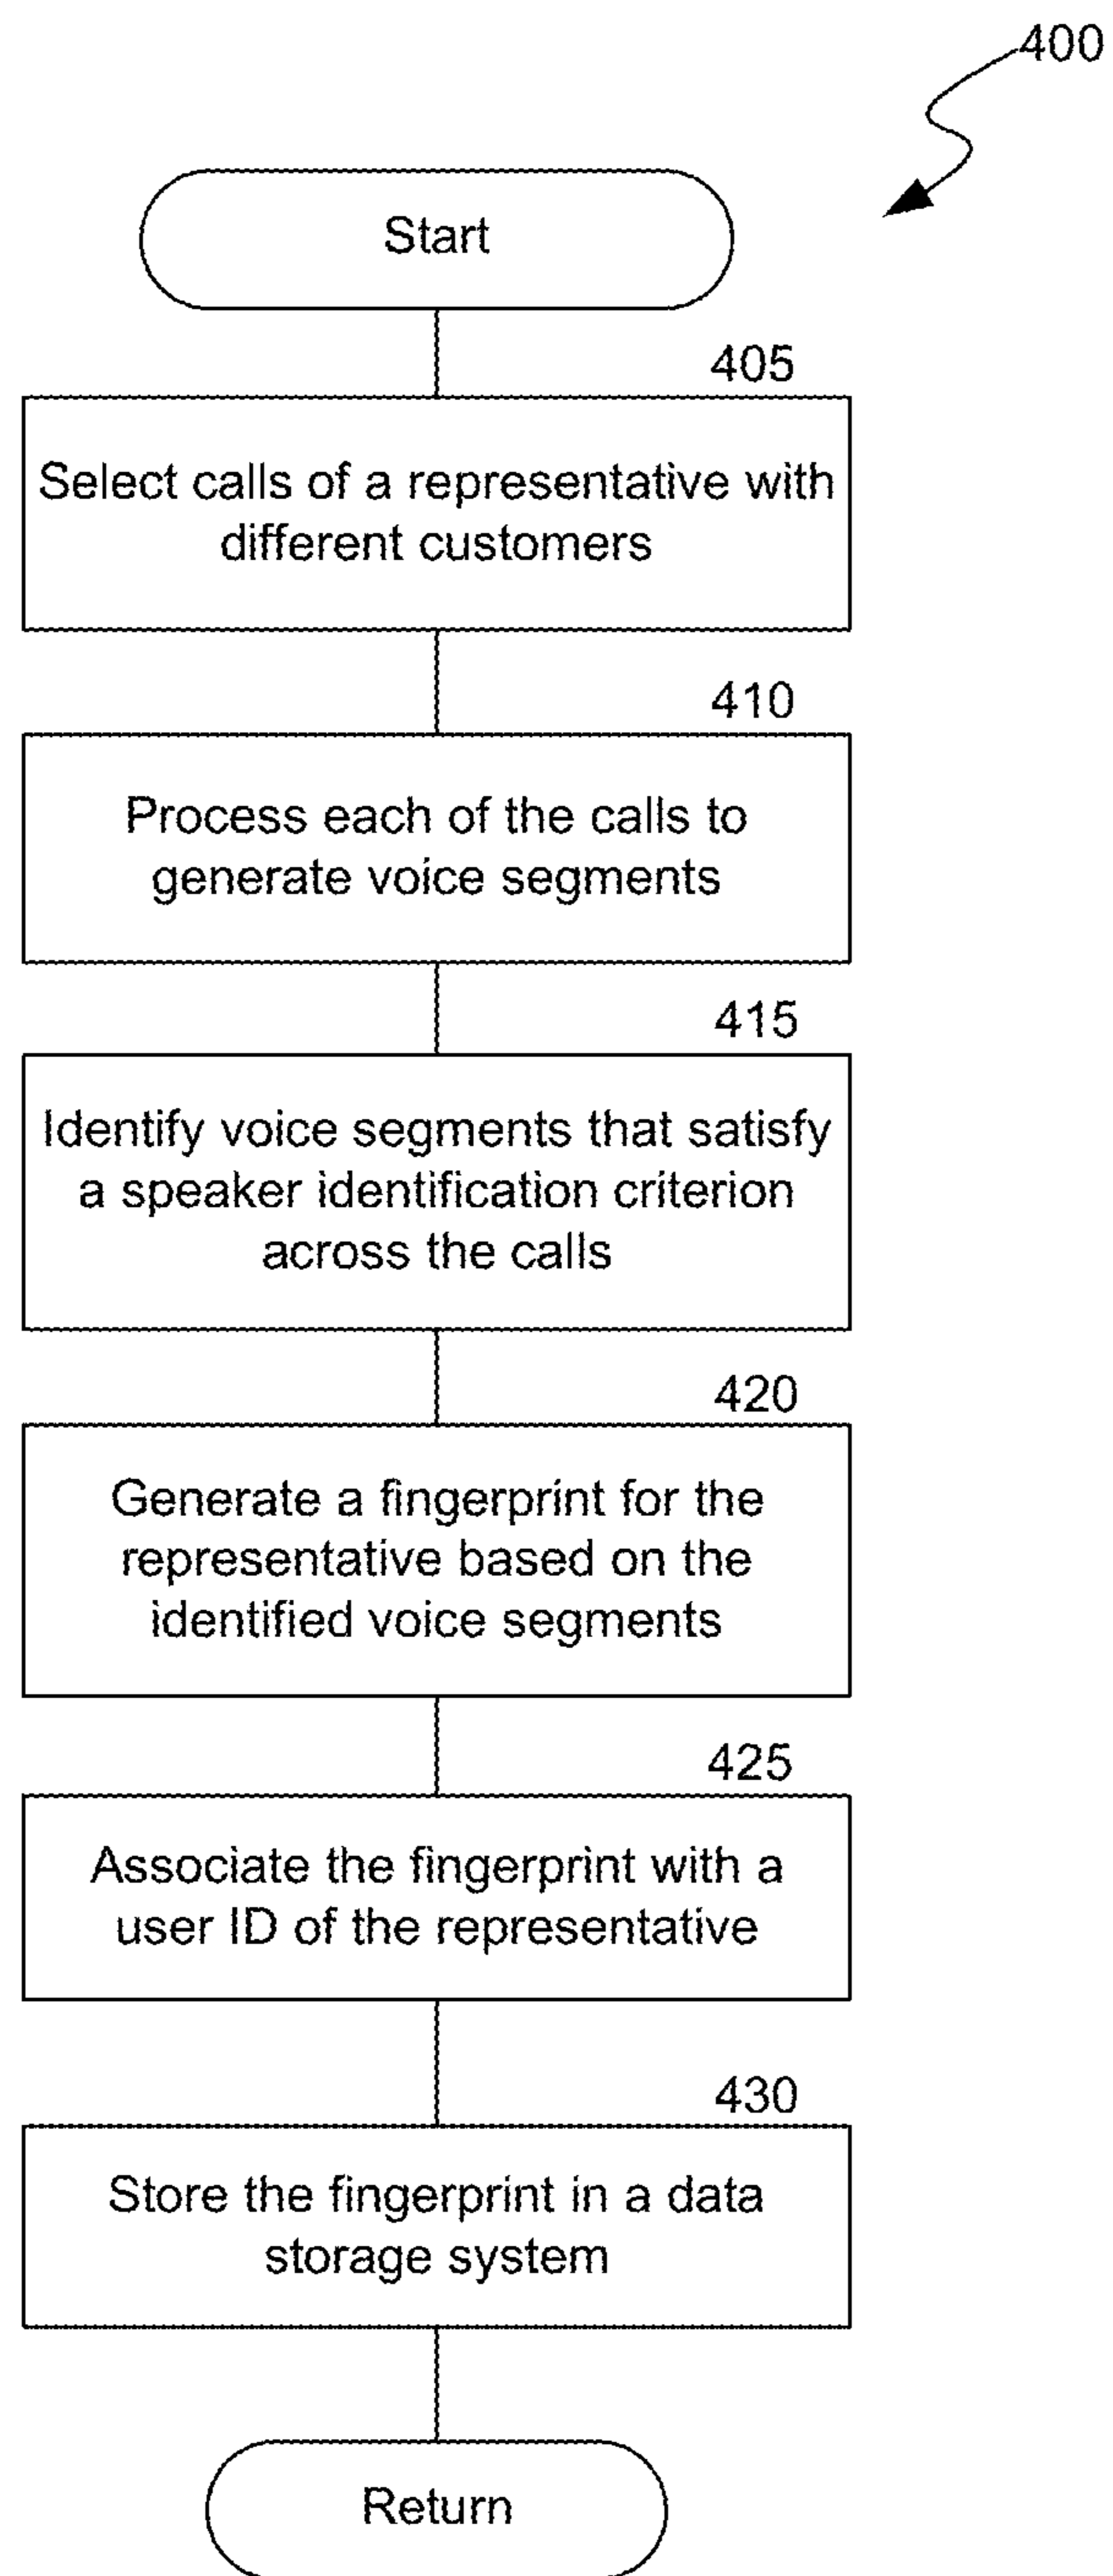 400
Start
405
Select calls of a representative with
different customers
410
Process each of the calls to
generate voice segments
415
Identify voice segments that satisfy
a speaker identification criterion
across the calls
420
Generate a fingerprint for the
representative based on the
identified voice segments
425
Associate the fingerprint with a
user ID of the representative
430
Store the fingerprint in a data
storage system
Return